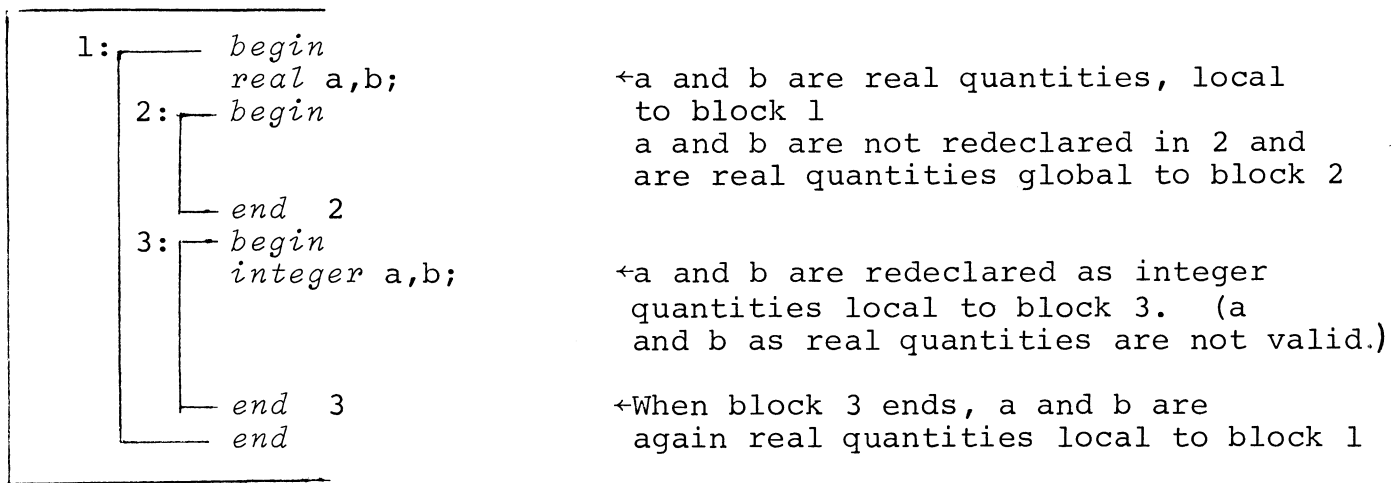 1: begin
real a,b; ←a and b are real quantities, local
2: begin to block 1
a and b are not redeclared in 2 and
are real quantities global to block 2
end 2
3: begin
integer a,b; ←a and b are redeclared as integer
quantities local to block 3. (a
and b as real quantities are not valid.)
end 3 ←When block 3 ends, a and b are
end again real quantities local to block 1